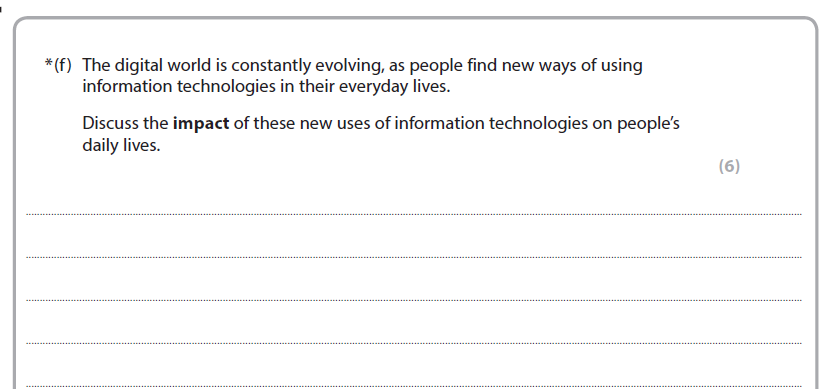 *(f) The digital world is constantly evolving, as people find new ways of using
information technologies in their everyday lives.
Discuss the impact of these new uses of information technologies on people's
daily lives.
(6)